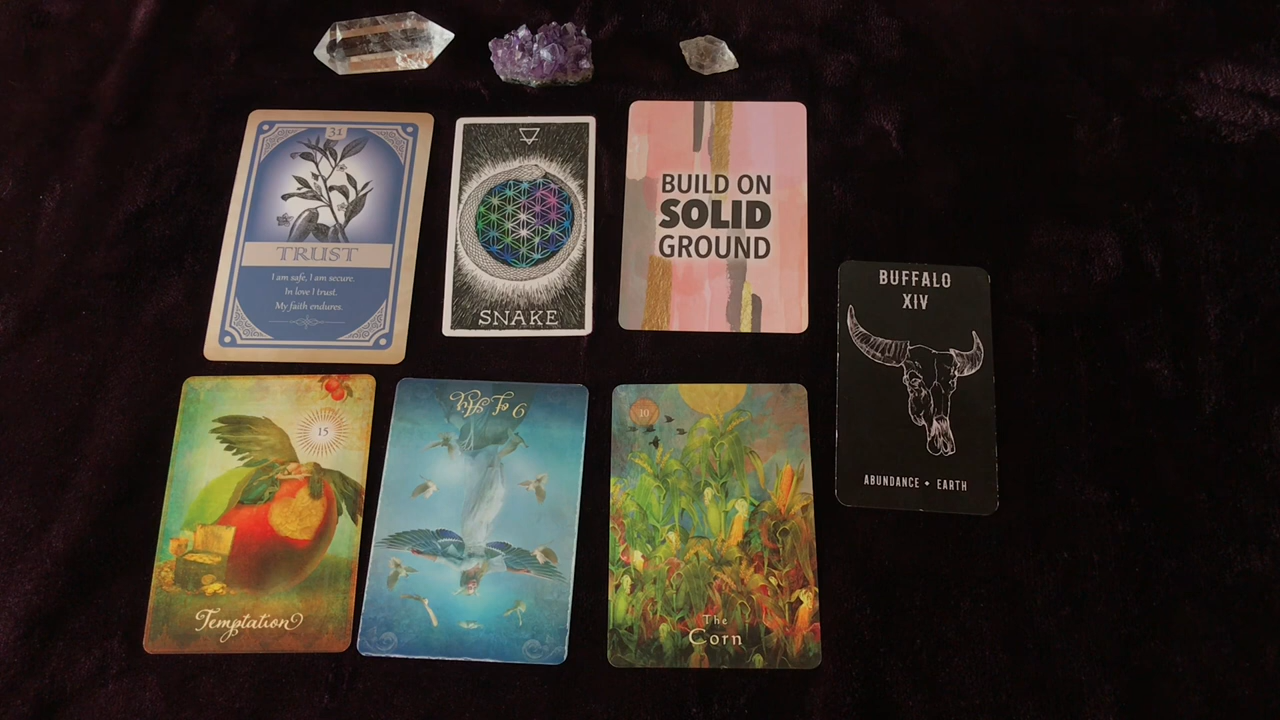 31
TRUST
I am safe, I am secure.
In love I trust.
My faith endures.
SNAKE
BUILD ON
SOLID
GROUND
BUFFALO
XIV
ABUNDANCE • EARTH
15
Temptation
9 of Air
10
The
Corn